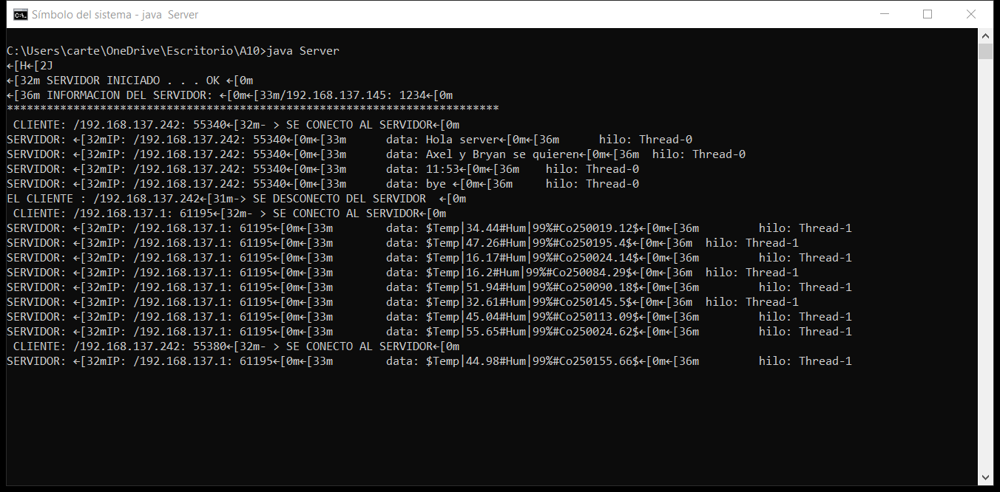 Símbolo del sistema - java  Server
C:\Users\carte\OneDrive\Escritorio\A10>java Server
←[H←[2J
←[32m SERVIDOR INICIADO . . . OK ←[0m
←[36m INFORMACION DEL SERVIDOR: ←[0m←[33m/192.168.137.145: 1234←[0m
**************************************************************************
 CLIENTE: /192.168.137.242: 55340←[32m- > SE CONECTO AL SERVIDOR←[0m
SERVIDOR: ←[32mIP: /192.168.137.242: 55340←[0m←[33m      data: Hola server←[0m←[36m      hilo: Thread-0
SERVIDOR: ←[32mIP: /192.168.137.242: 55340←[0m←[33m      data: Axel y Bryan se quieren←[0m←[36m  hilo: Thread-0
SERVIDOR: ←[32mIP: /192.168.137.242: 55340←[0m←[33m      data: 11:53←[0m←[36m    hilo: Thread-0
SERVIDOR: ←[32mIP: /192.168.137.242: 55340←[0m←[33m      data: bye ←[0m←[36m     hilo: Thread-0
EL CLIENTE : /192.168.137.242←[31m-> SE DESCONECTO DEL SERVIDOR  ←[0m
 CLIENTE: /192.168.137.1: 61195←[32m- > SE CONECTO AL SERVIDOR←[0m
SERVIDOR: ←[32mIP: /192.168.137.1: 61195←[0m←[33m        data: $Temp|34.44#Hum|99%#Co250019.12$←[0m←[36m         hilo: Thread-1
SERVIDOR: ←[32mIP: /192.168.137.1: 61195←[0m←[33m        data: $Temp|47.26#Hum|99%#Co250195.4$←[0m←[36m  hilo: Thread-1
SERVIDOR: ←[32mIP: /192.168.137.1: 61195←[0m←[33m        data: $Temp|16.17#Hum|99%#Co250024.14$←[0m←[36m         hilo: Thread-1
SERVIDOR: ←[32mIP: /192.168.137.1: 61195←[0m←[33m        data: $Temp|16.2#Hum|99%#Co250084.29$←[0m←[36m  hilo: Thread-1
SERVIDOR: ←[32mIP: /192.168.137.1: 61195←[0m←[33m        data: $Temp|51.94#Hum|99%#Co250090.18$←[0m←[36m         hilo: Thread-1
SERVIDOR: ←[32mIP: /192.168.137.1: 61195←[0m←[33m        data: $Temp|32.61#Hum|99%#Co250145.5$←[0m←[36m  hilo: Thread-1
SERVIDOR: ←[32mIP: /192.168.137.1: 61195←[0m←[33m        data: $Temp|45.04#Hum|99%#Co250113.09$←[0m←[36m         hilo: Thread-1
SERVIDOR: ←[32mIP: /192.168.137.1: 61195←[0m←[33m        data: $Temp|55.65#Hum|99%#Co250024.62$←[0m←[36m         hilo: Thread-1
 CLIENTE: /192.168.137.242: 55380←[32m- > SE CONECTO AL SERVIDOR←[0m
SERVIDOR: ←[32mIP: /192.168.137.1: 61195←[0m←[33m        data: $Temp|44.98#Hum|99%#Co250155.66$←[0m←[36m         hilo: Thread-1